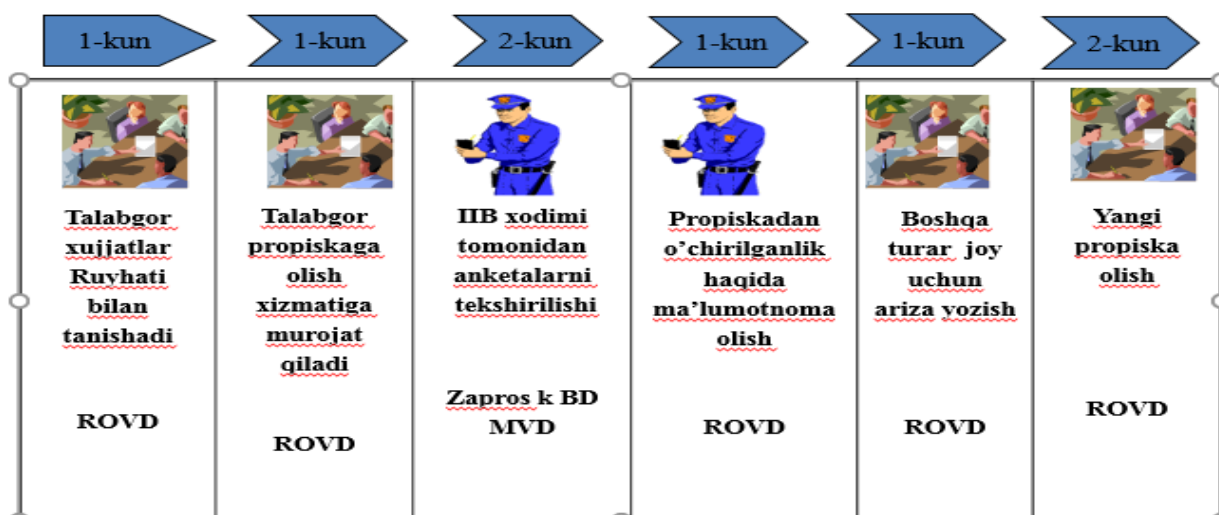 1-kun
1-kun
2-kun
1-kun
1-kun
2-kun
Talabgor
xujjatlar
Ruyhati
bilan
tanishadi
ROVD
Talabgor
propiskaga
olish
xizmatiga
murojat
qiladi
ROVD
IIB xodimi
tomonidan
anketalarni
tekshirilishi
Zapros k BD
MVD
Propiskadan
o’chirilganlik
haqida
ma’lumotnoma
olish
ROVD
Boshqa
turar joy
uchun
ariza yozish
ROVD
Yangi
propiska
olish
ROVD